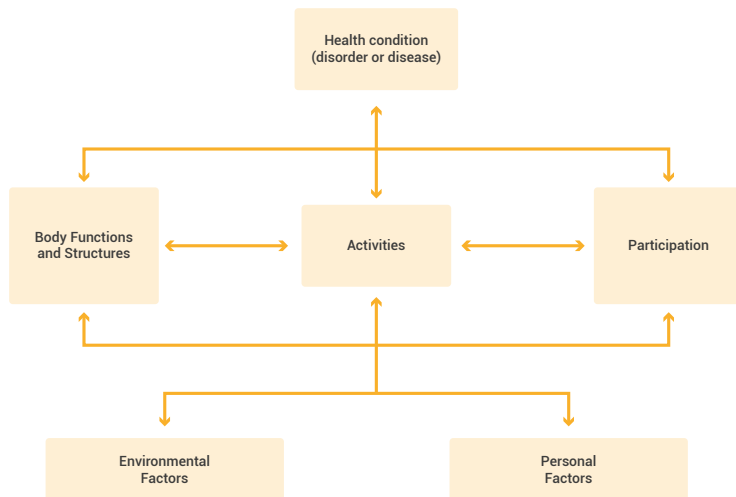 Health condition
(disorder or disease)
Body Functions
and Structures
Activities
Participation
Environmental
Factors
Personal
Factors